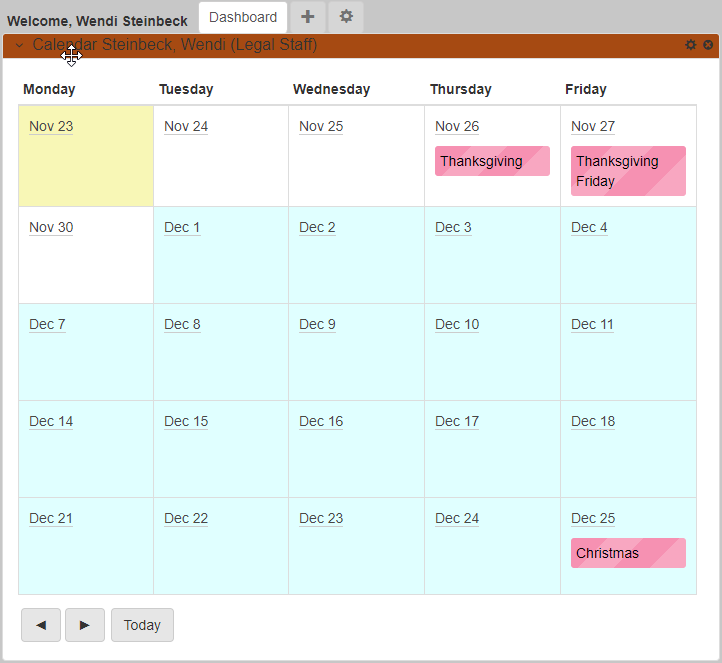 Welcome, Wendi Steinbeck Dashboard
Calendar Steinbeck, Wendi (Legal Staff)
Monday Tuesday Wednesday Thursday Friday
Nov 23 Nov 24 Nov 25 Nov 26 Nov 27
Thanksgiving Thanksgiving
Friday
Nov 30 Dec 1 Dec 2 Dec 3 Dec 4
Dec 7 Dec 8 Dec 9 Dec 10 Dec 11
Dec 14 Dec 15 Dec 16 Dec 17 Dec 18
Dec 21 Dec 22 Dec 23 Dec 24 Dec 25
Christmas
Today